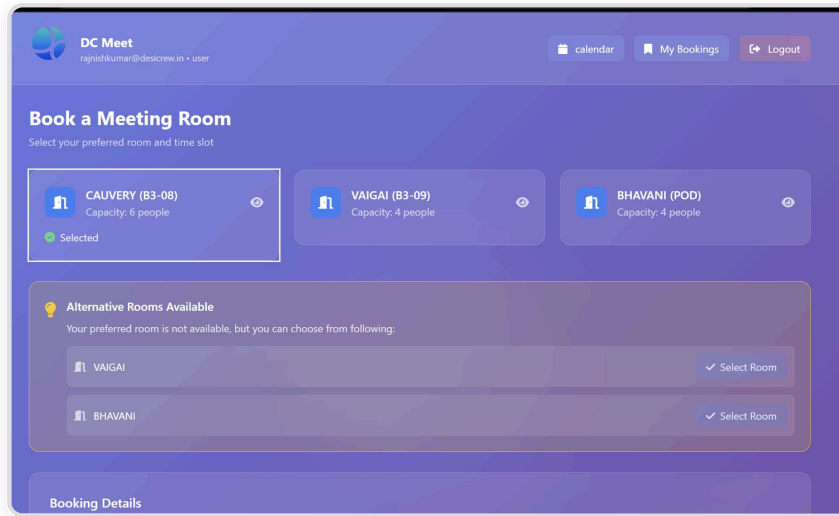 DC Meet
rajnishkumar@desicrew.in • user
calendar
My Bookings
Logout
Book a Meeting Room
Select your preferred room and time slot
CAUVERY (B3-08)
Capacity: 6 people
Selected
VAIGAI (B3-09)
Capacity: 4 people
BHAVANI (POD)
Capacity: 4 people
Alternative Rooms Available
Your preferred room is not available, but you can choose from following:
VAIGAI
Select Room
BHAVANI
Select Room
Booking Details